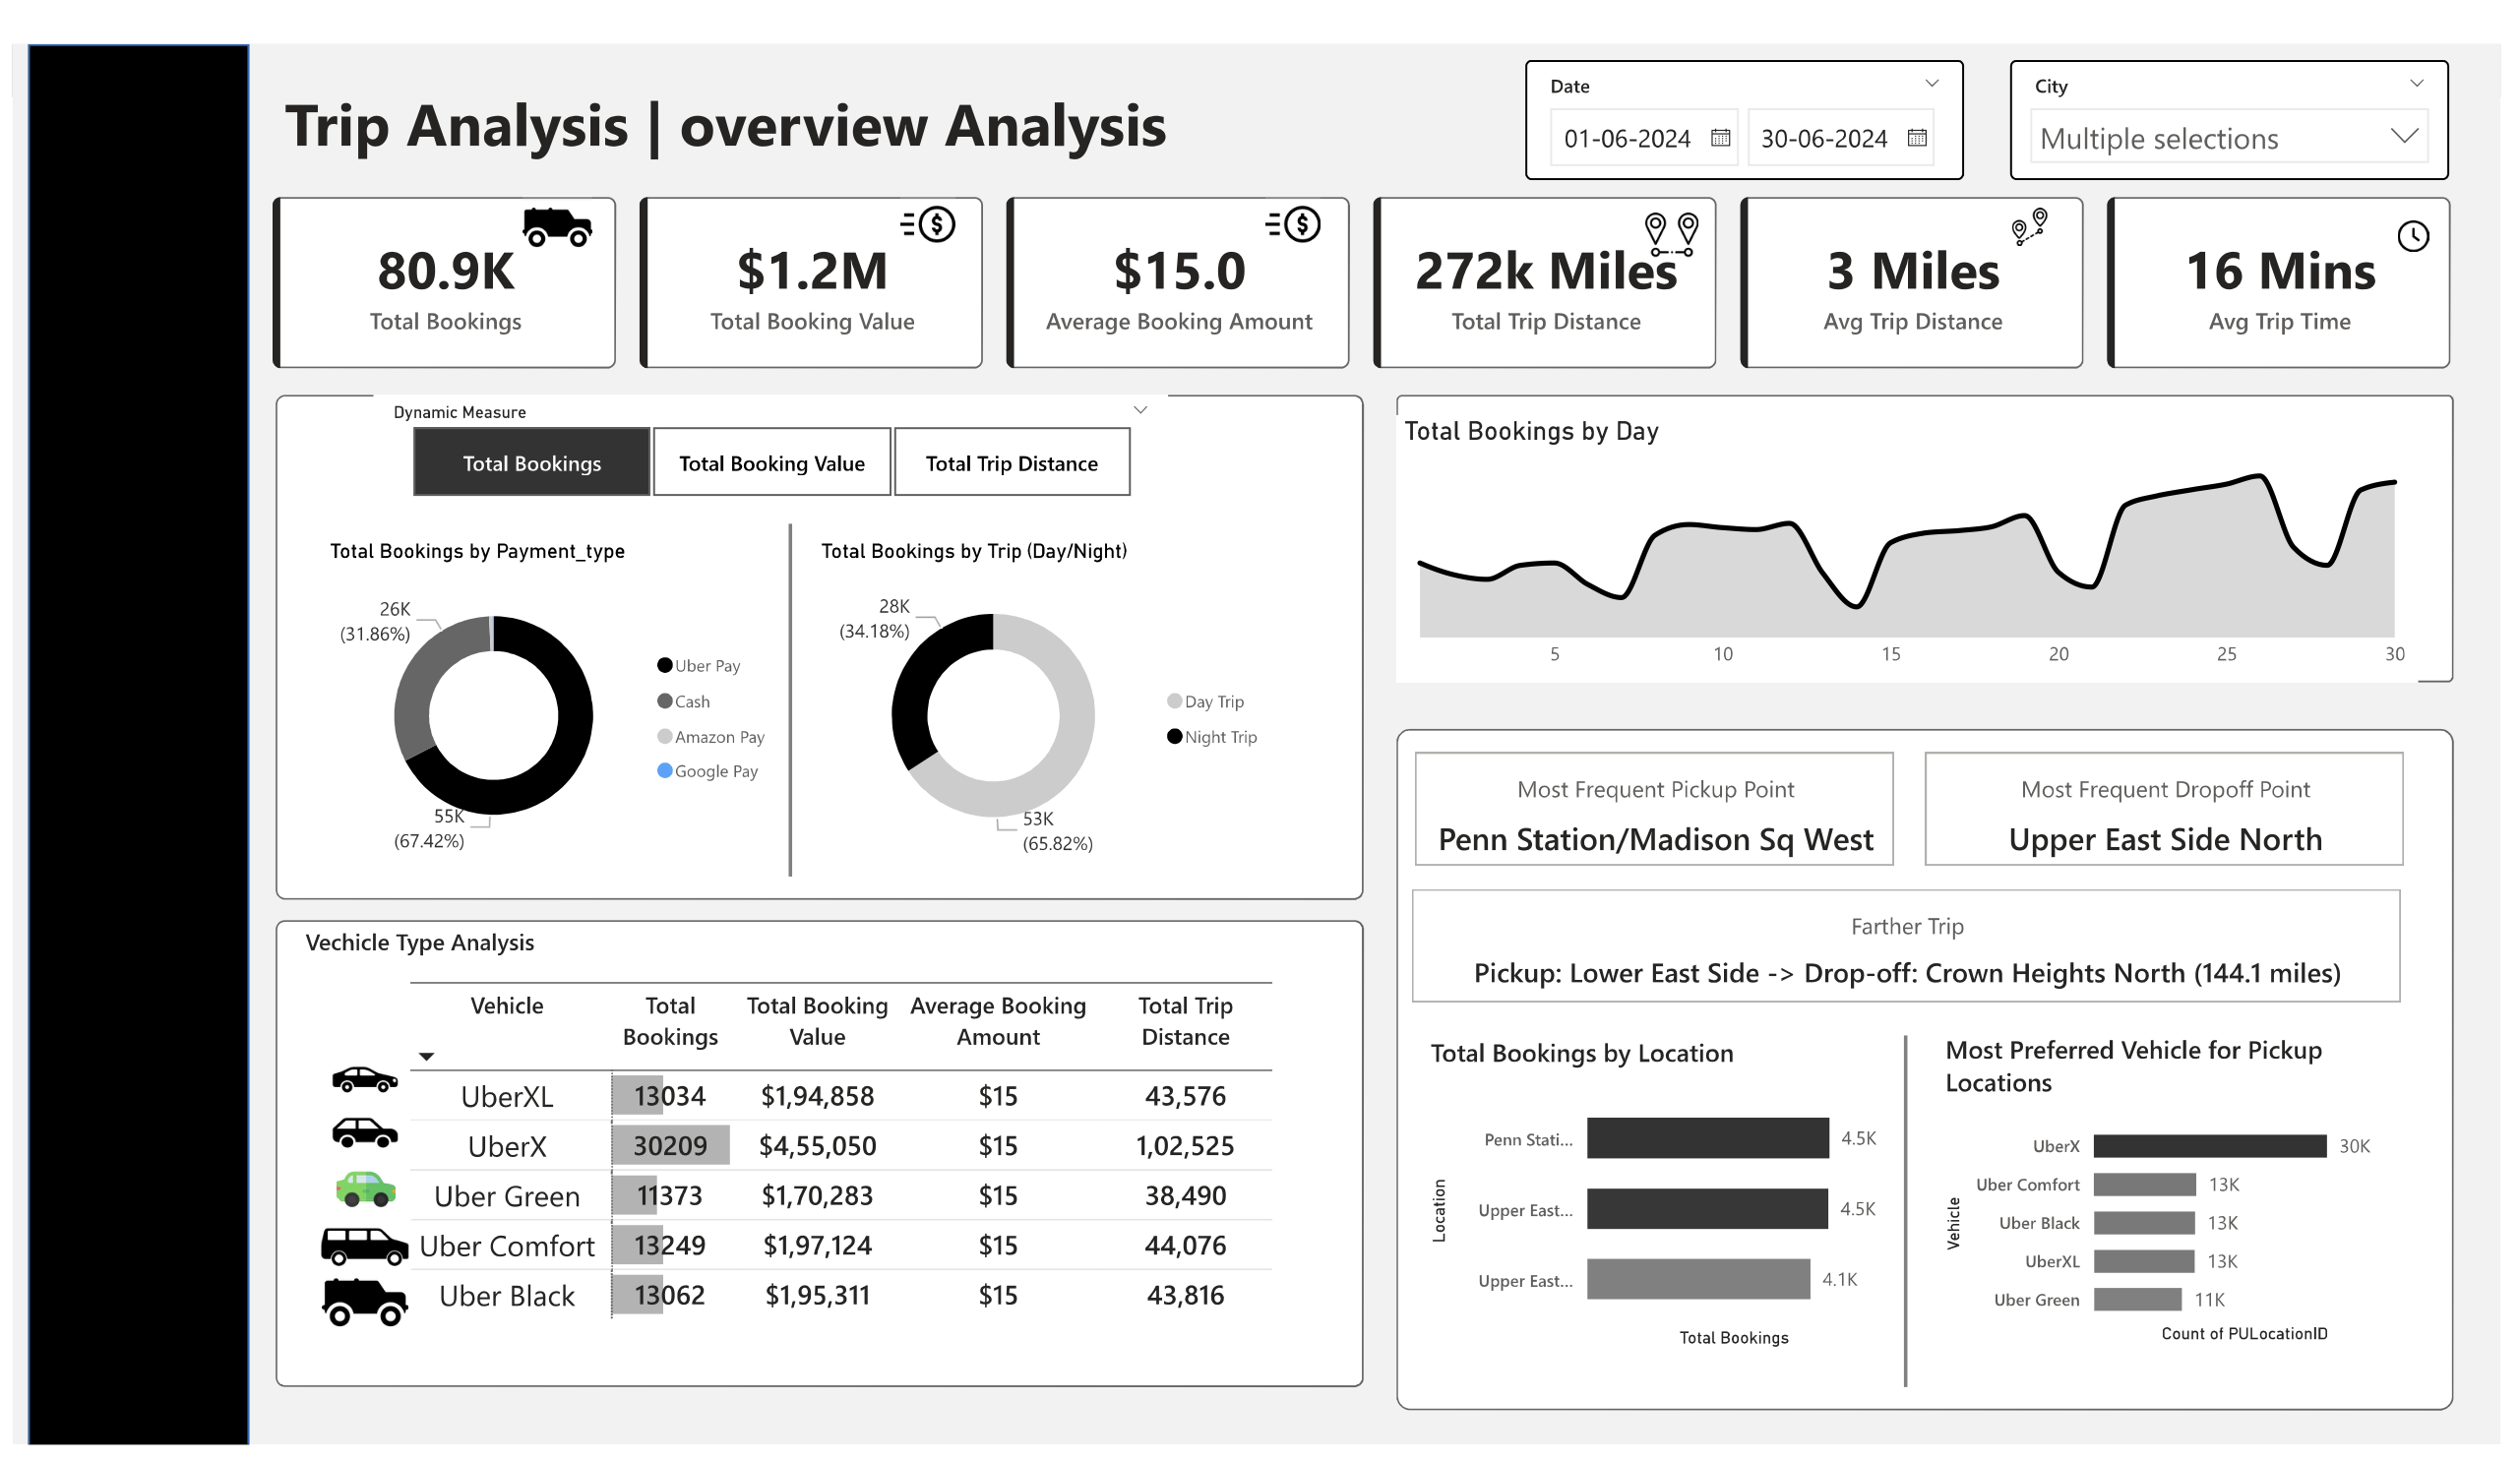 Trip Analysis | overview Analysis
Date
01-06-2024
30-06-2024
City
Multiple selections
80.9K
Total Bookings
$1.2M
Total Booking Value
$15.0
Average Booking Amount
272k Miles
Total Trip Distance
3 Miles
Avg Trip Distance
16 Mins
Avg Trip Time
Dynamic Measure
Total Bookings
Total Booking Value
Total Trip Distance
Total Bookings by Payment_type
26K
(31.86%)
55K
(67.42%)
Uber Pay
Cash
Amazon Pay
Google Pay
Total Bookings by Trip (Day/Night)
28K
(34.18%)
53K
(65.82%)
Day Trip
Night Trip
Total Bookings by Day
5 10 15 20 25 30
Vechicle Type Analysis
Vehicle Total Bookings Total Booking Value Average Booking Amount Total Trip Distance
UberXL 13034 $1,94,858 $15 43,576
UberX 30209 $4,55,050 $15 1,02,525
Uber Green 11373 $1,70,283 $15 38,490
Uber Comfort 13249 $1,97,124 $15 44,076
Uber Black 13062 $1,95,311 $15 43,816
Most Frequent Pickup Point
Penn Station/Madison Sq West
Most Frequent Dropoff Point
Upper East Side North
Farther Trip
Pickup: Lower East Side -> Drop-off: Crown Heights North (144.1 miles)
Total Bookings by Location
Location
Penn Stati... 4.5K
Upper East... 4.5K
Upper East... 4.1K
Total Bookings
Most Preferred Vehicle for Pickup
Locations
Vehicle
UberX 30K
Uber Comfort 13K
Uber Black 13K
UberXL 13K
Uber Green 11K
Count of PULocationID